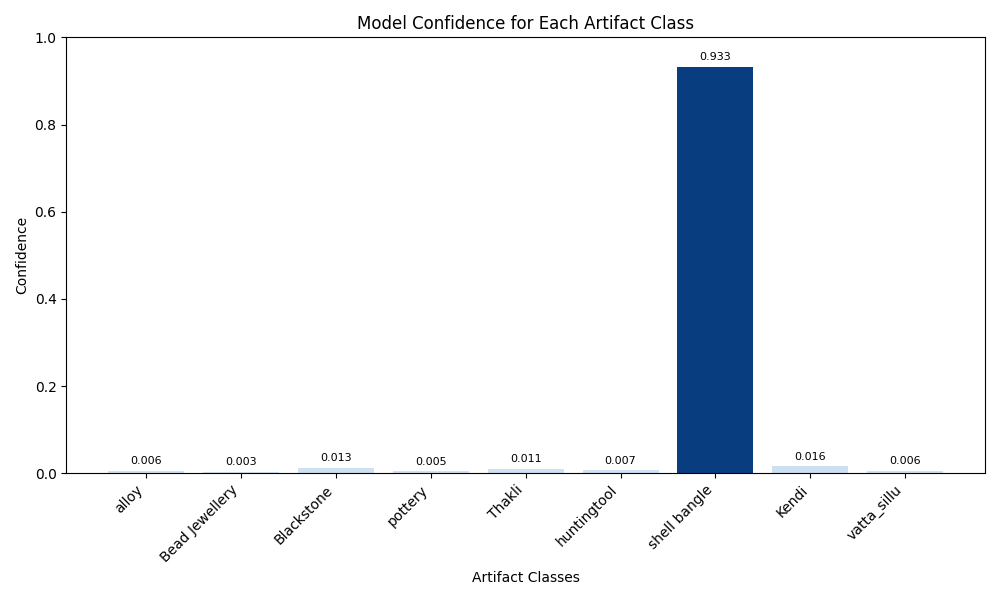 Model Confidence for Each Artifact Class
1.0
0.8
0.6
0.4
0.2
0.0
Confidence
0.006
0.003
0.013
0.005
0.011
0.007
0.933
0.016
0.006
alloy
Bead Jewellery
Blackstone
pottery
Thakli
huntingtool
shell bangle
Kendi
vatta_sillu
Artifact Classes